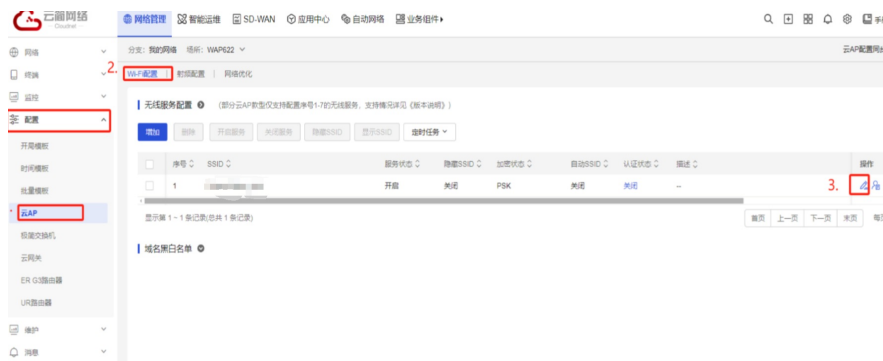 云简网络
Cloudnet
网络管理 智能运维 SD-WAN 应用中心 自动网络 业务组件
网络
终端
监控
配置
开局模板
时间模板
批量模板
云AP
极简交换机
云网关
ER G3路由器
UR路由器
维护
消息
分支: 我的网络 场所: WAP622 云AP配置同步
2.
Wi-Fi配置 | 射频配置 | 网络优化
无线服务配置 (部分云AP款型仅支持配置序号1-7的无线服务，支持情况详见《版本说明》)
增加 删除 开启服务 关闭服务 隐藏SSID 显示SSID 定时任务
序号 SSID 服务状态 隐藏SSID 加密状态 自动SSID 认证状态 描述 操作
1 开启 关闭 PSK 关闭 关闭 --
3.
显示第 1 ~ 1 条记录(总共 1 条记录) 首页 上一页 下一页 末页
域名黑白名单